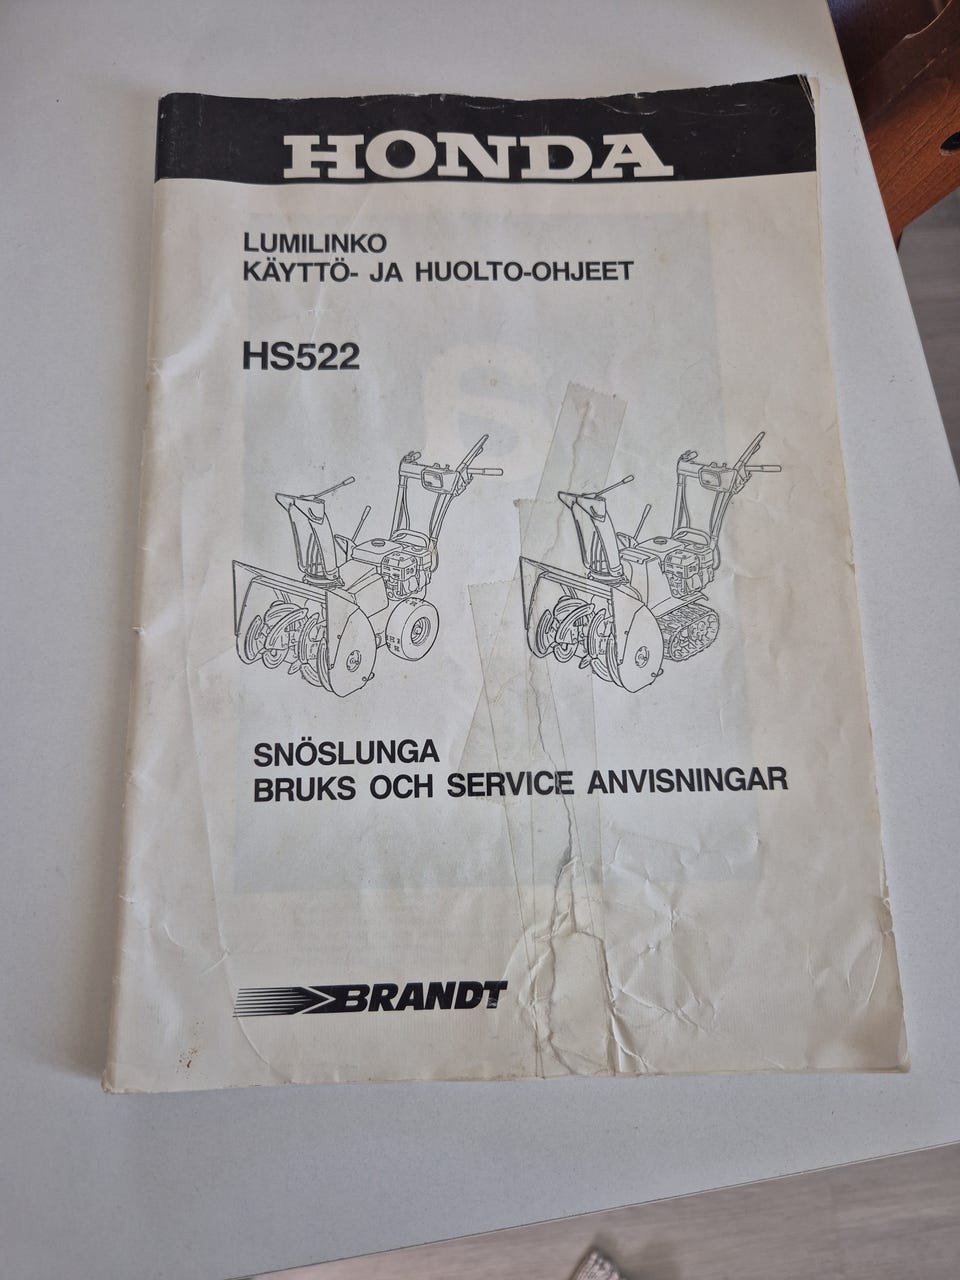 HONDA
LUMILINKO
KÄYTTÖ- JA HUOLTO-OHJEET
HS522
SNÖSLUNGA
BRUKS OCH SERVICE ANVISNINGAR
BRANDT